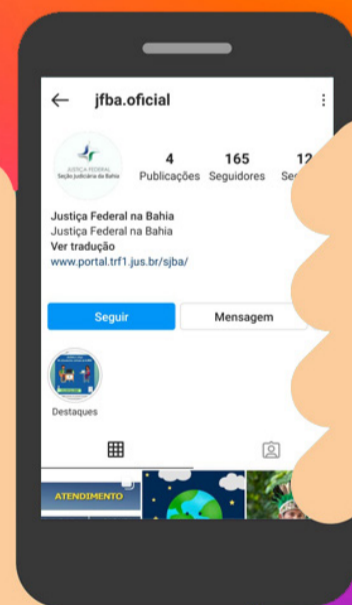 jfba.oficial
JUSTIÇA FEDERAL
Seção Judiciária da Bahia
4 165 12
Publicações Seguidores
Justiça Federal na Bahia
Justiça Federal na Bahia
Ver tradução
www.portal.trf1.jus.br/sjba/
Seguir Mensagem
Destaques
ATENDIMENTO